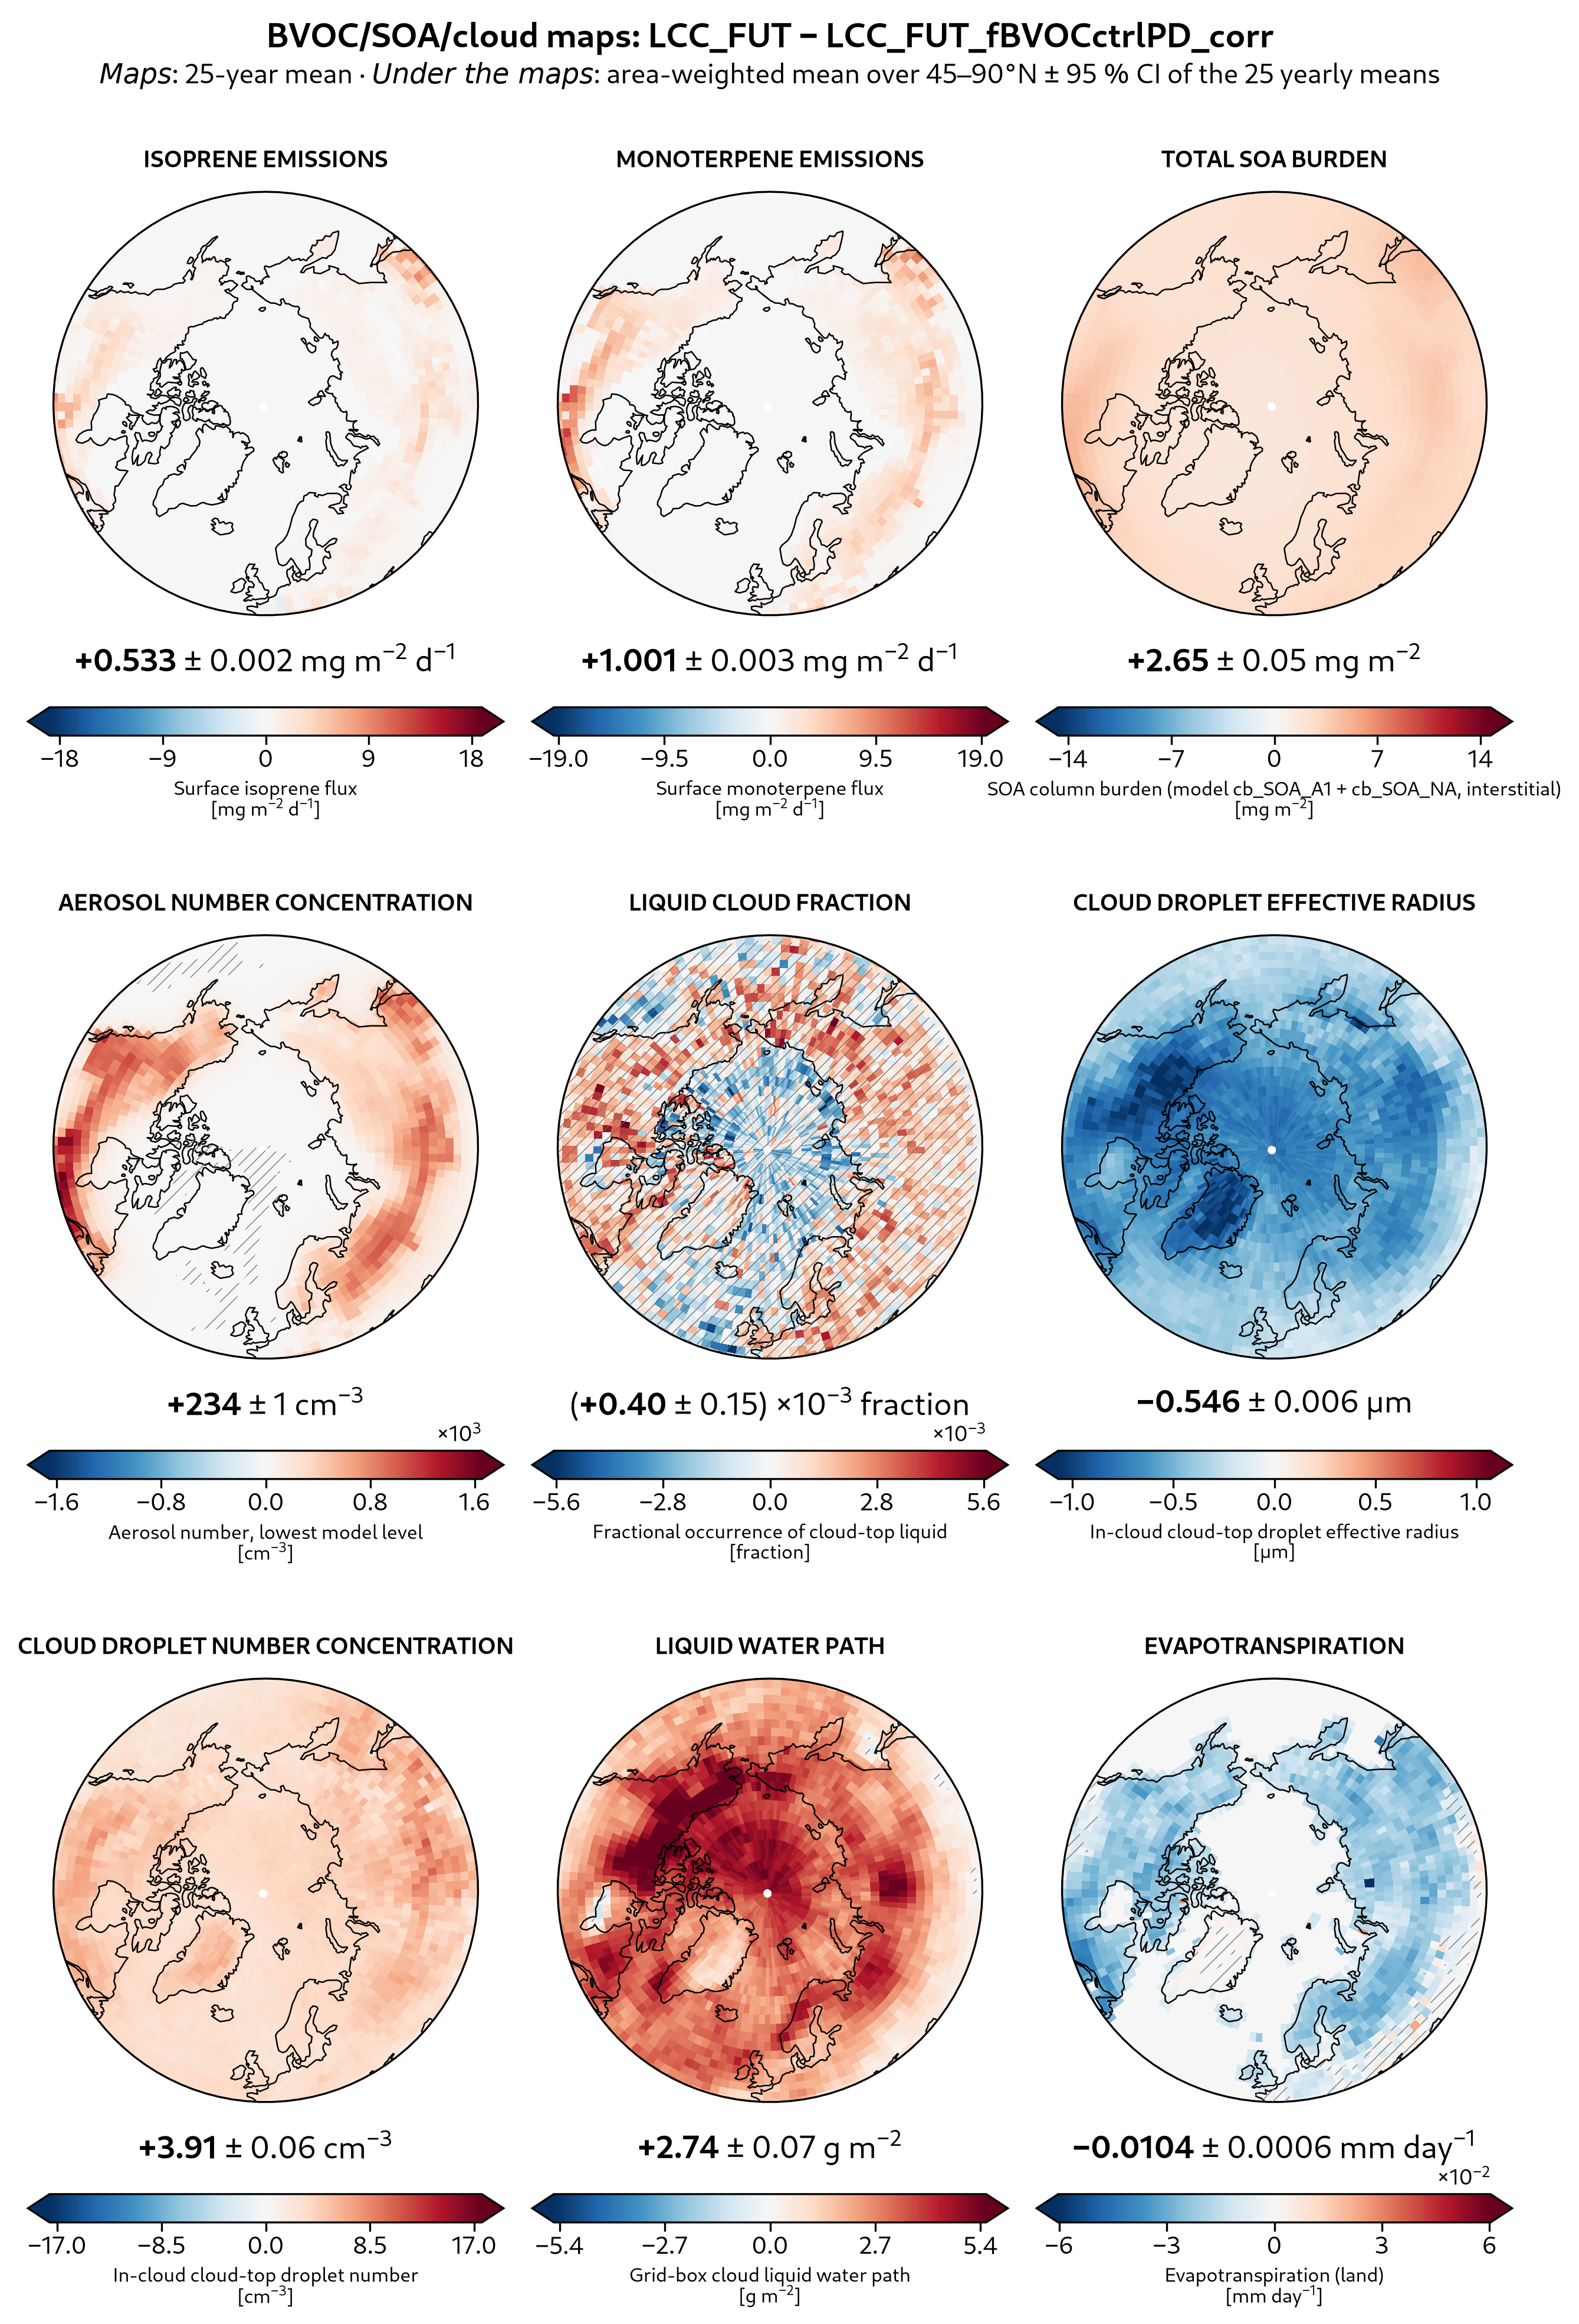 BVOC/SOA/cloud maps: LCC_FUT − LCC_FUT_fBVOCctrlPD_corr
Maps: 25-year mean · Under the maps: area-weighted mean over 45–90°N ± 95 % CI of the 25 yearly means
ISOPRENE EMISSIONS
MONOTERPENE EMISSIONS
TOTAL SOA BURDEN
+0.533 ± 0.002 mg m⁻² d⁻¹
+1.001 ± 0.003 mg m⁻² d⁻¹
+2.65 ± 0.05 mg m⁻²
−18 −9 0 9 18
−19.0 −9.5 0.0 9.5 19.0
−14 −7 0 7 14
Surface isoprene flux
[mg m⁻² d⁻¹]
Surface monoterpene flux
[mg m⁻² d⁻¹]
SOA column burden (model cb_SOA_A1 + cb_SOA_NA, interstitial)
[mg m⁻²]
AEROSOL NUMBER CONCENTRATION
LIQUID CLOUD FRACTION
CLOUD DROPLET EFFECTIVE RADIUS
+234 ± 1 cm⁻³
(+0.40 ± 0.15) ×10⁻³ fraction
−0.546 ± 0.006 µm
×10³
×10⁻³
−1.6 −0.8 0.0 0.8 1.6
−5.6 −2.8 0.0 2.8 5.6
−1.0 −0.5 0.0 0.5 1.0
Aerosol number, lowest model level
[cm⁻³]
Fractional occurrence of cloud-top liquid
[fraction]
In-cloud cloud-top droplet effective radius
[µm]
CLOUD DROPLET NUMBER CONCENTRATION
LIQUID WATER PATH
EVAPOTRANSPIRATION
+3.91 ± 0.06 cm⁻³
+2.74 ± 0.07 g m⁻²
−0.0104 ± 0.0006 mm day⁻¹
×10⁻²
−17.0 −8.5 0.0 8.5 17.0
−5.4 −2.7 0.0 2.7 5.4
−6 −3 0 3 6
In-cloud cloud-top droplet number
[cm⁻³]
Grid-box cloud liquid water path
[g m⁻²]
Evapotranspiration (land)
[mm day⁻¹]